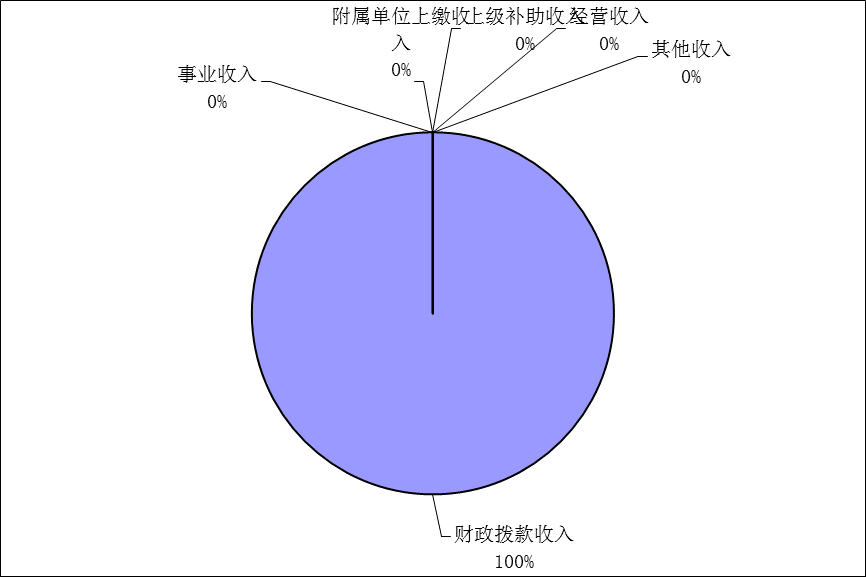 附属单位上缴收
入
0%
上级补助收入
0%
经营收入
0%
其他收入
0%
事业收入
0%
财政拨款收入
100%